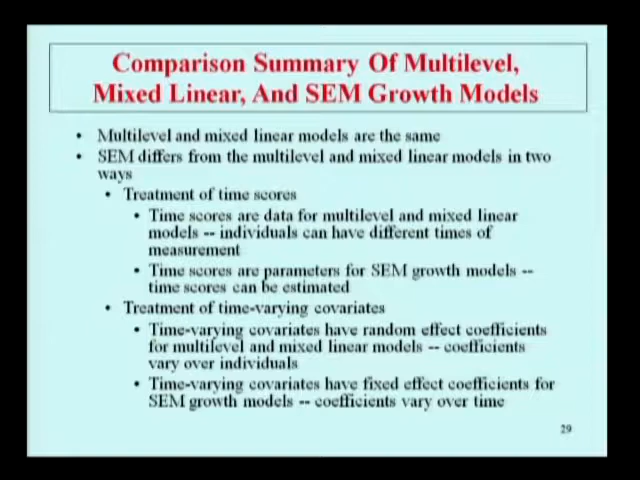 Comparison Summary Of Multilevel,
Mixed Linear, And SEM Growth Models
• Multilevel and mixed linear models are the same
• SEM differs from the multilevel and mixed linear models in two
ways
• Treatment of time scores
• Time scores are data for multilevel and mixed linear
models -- individuals can have different times of
measurement
• Time scores are parameters for SEM growth models --
time scores can be estimated
• Treatment of time-varying covariates
• Time-varying covariates have random effect coefficients
for multilevel and mixed linear models -- coefficients
vary over individuals
• Time-varying covariates have fixed effect coefficients for
SEM growth models -- coefficients vary over time
29